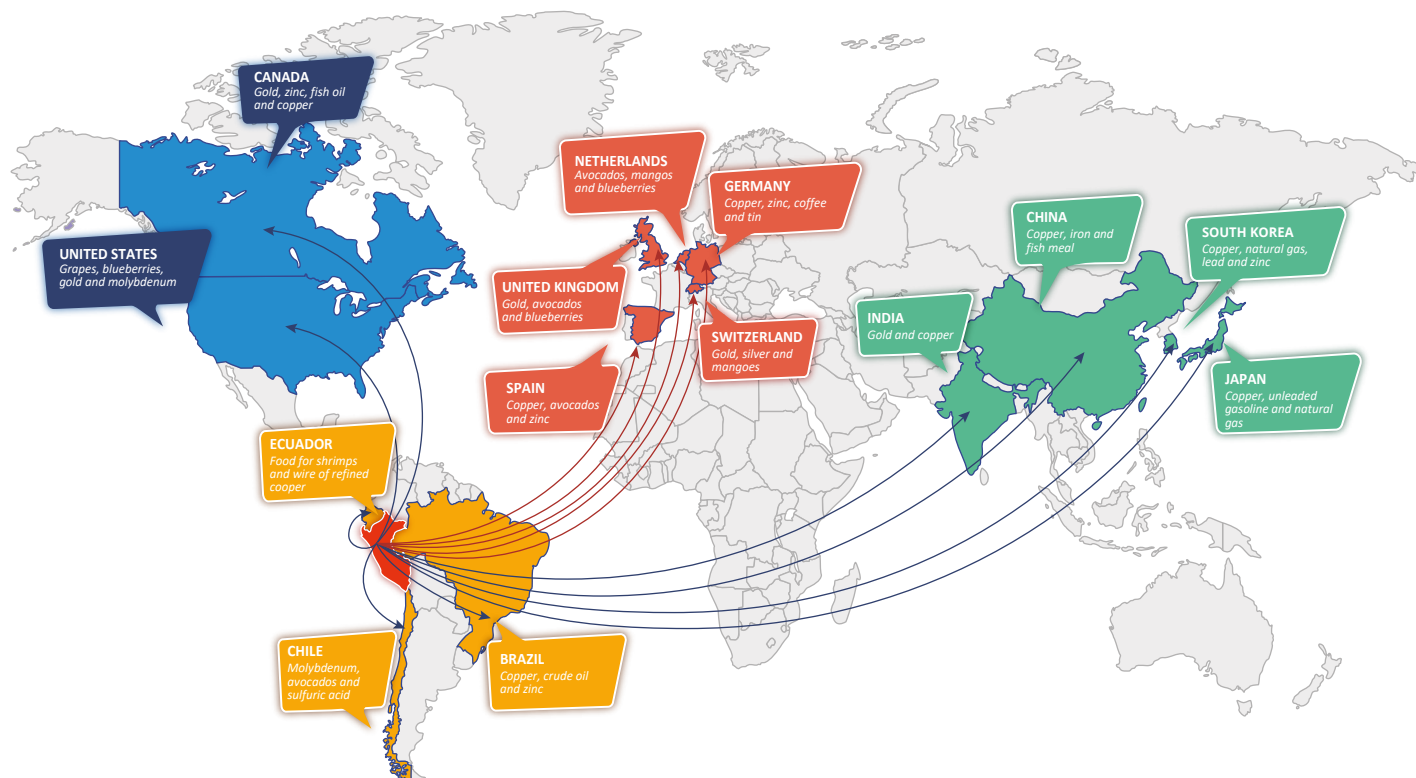 CANADA
Gold, zinc, fish oil
and copper
UNITED STATES
Grapes, blueberries,
gold and molybdenum
NETHERLANDS
Avocados, mangos
and blueberries
GERMANY
Copper, zinc, coffee
and tin
UNITED KINGDOM
Gold, avocados
and blueberries
SWITZERLAND
Gold, silver and
mangoes
SPAIN
Copper, avocados
and zinc
CHINA
Copper, iron and
fish meal
SOUTH KOREA
Copper, natural gas,
lead and zinc
INDIA
Gold and copper
JAPAN
Copper, unleaded
gasoline and natural
gas
ECUADOR
Food for shrimps
and wire of refined
cooper
CHILE
Molybdenum,
avocados and
sulfuric acid
BRAZIL
Copper, crude oil
and zinc